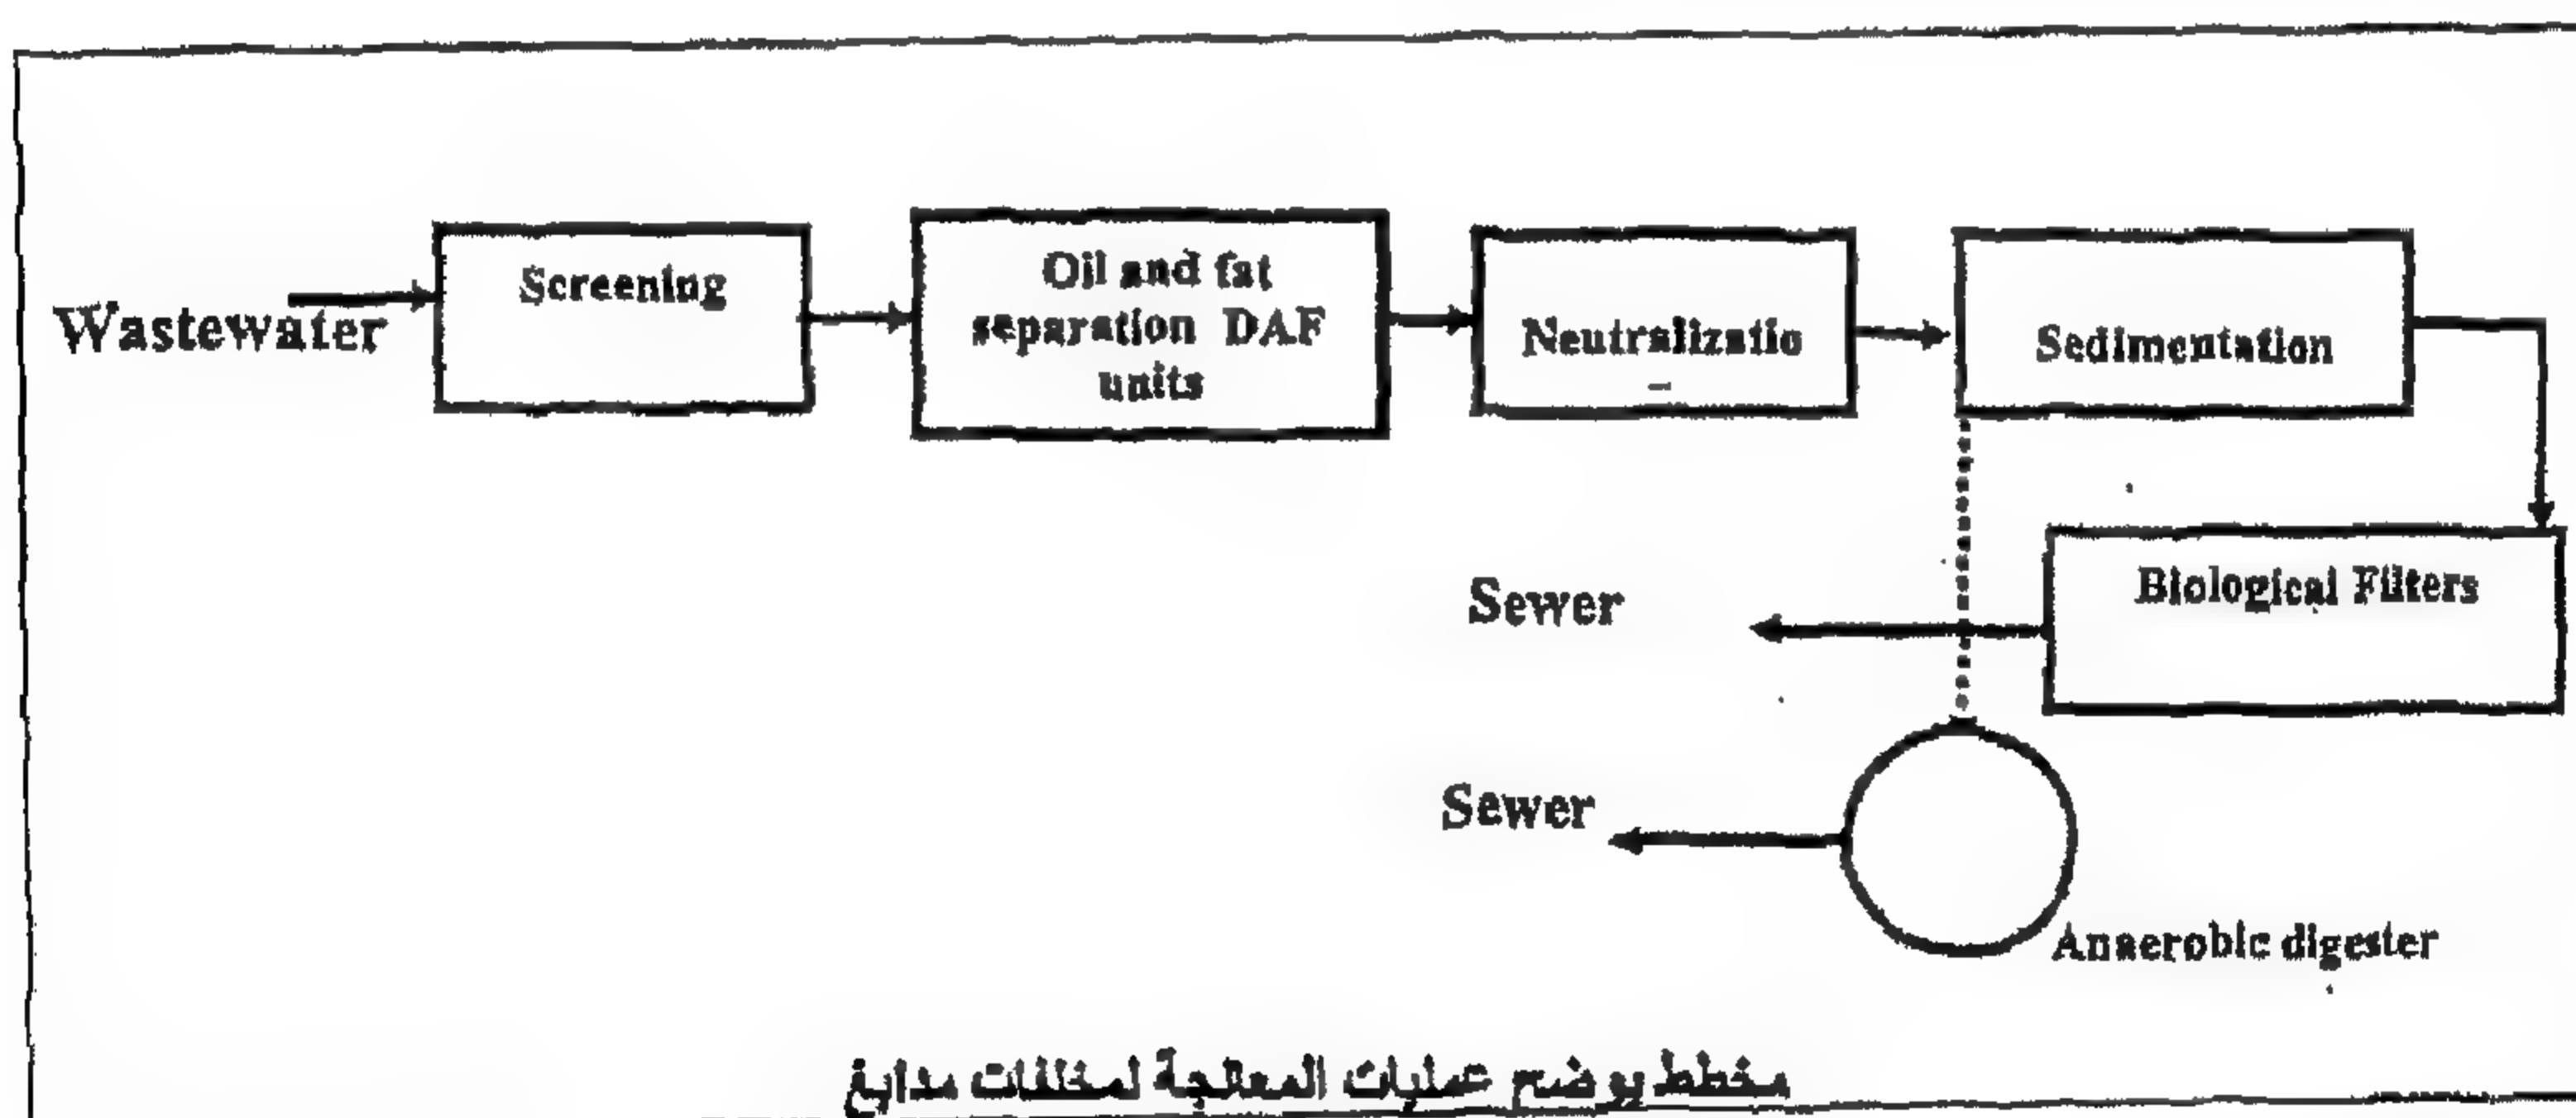 Wastewater
Screening
Oil and fat
separation DAF
units
Neutralizatio
Sedimentation
Biological Filters
Sewer
Sewer
Anaerobic digester
مخطط يوضح عمليات المعالجة لمخلفات مدابغ